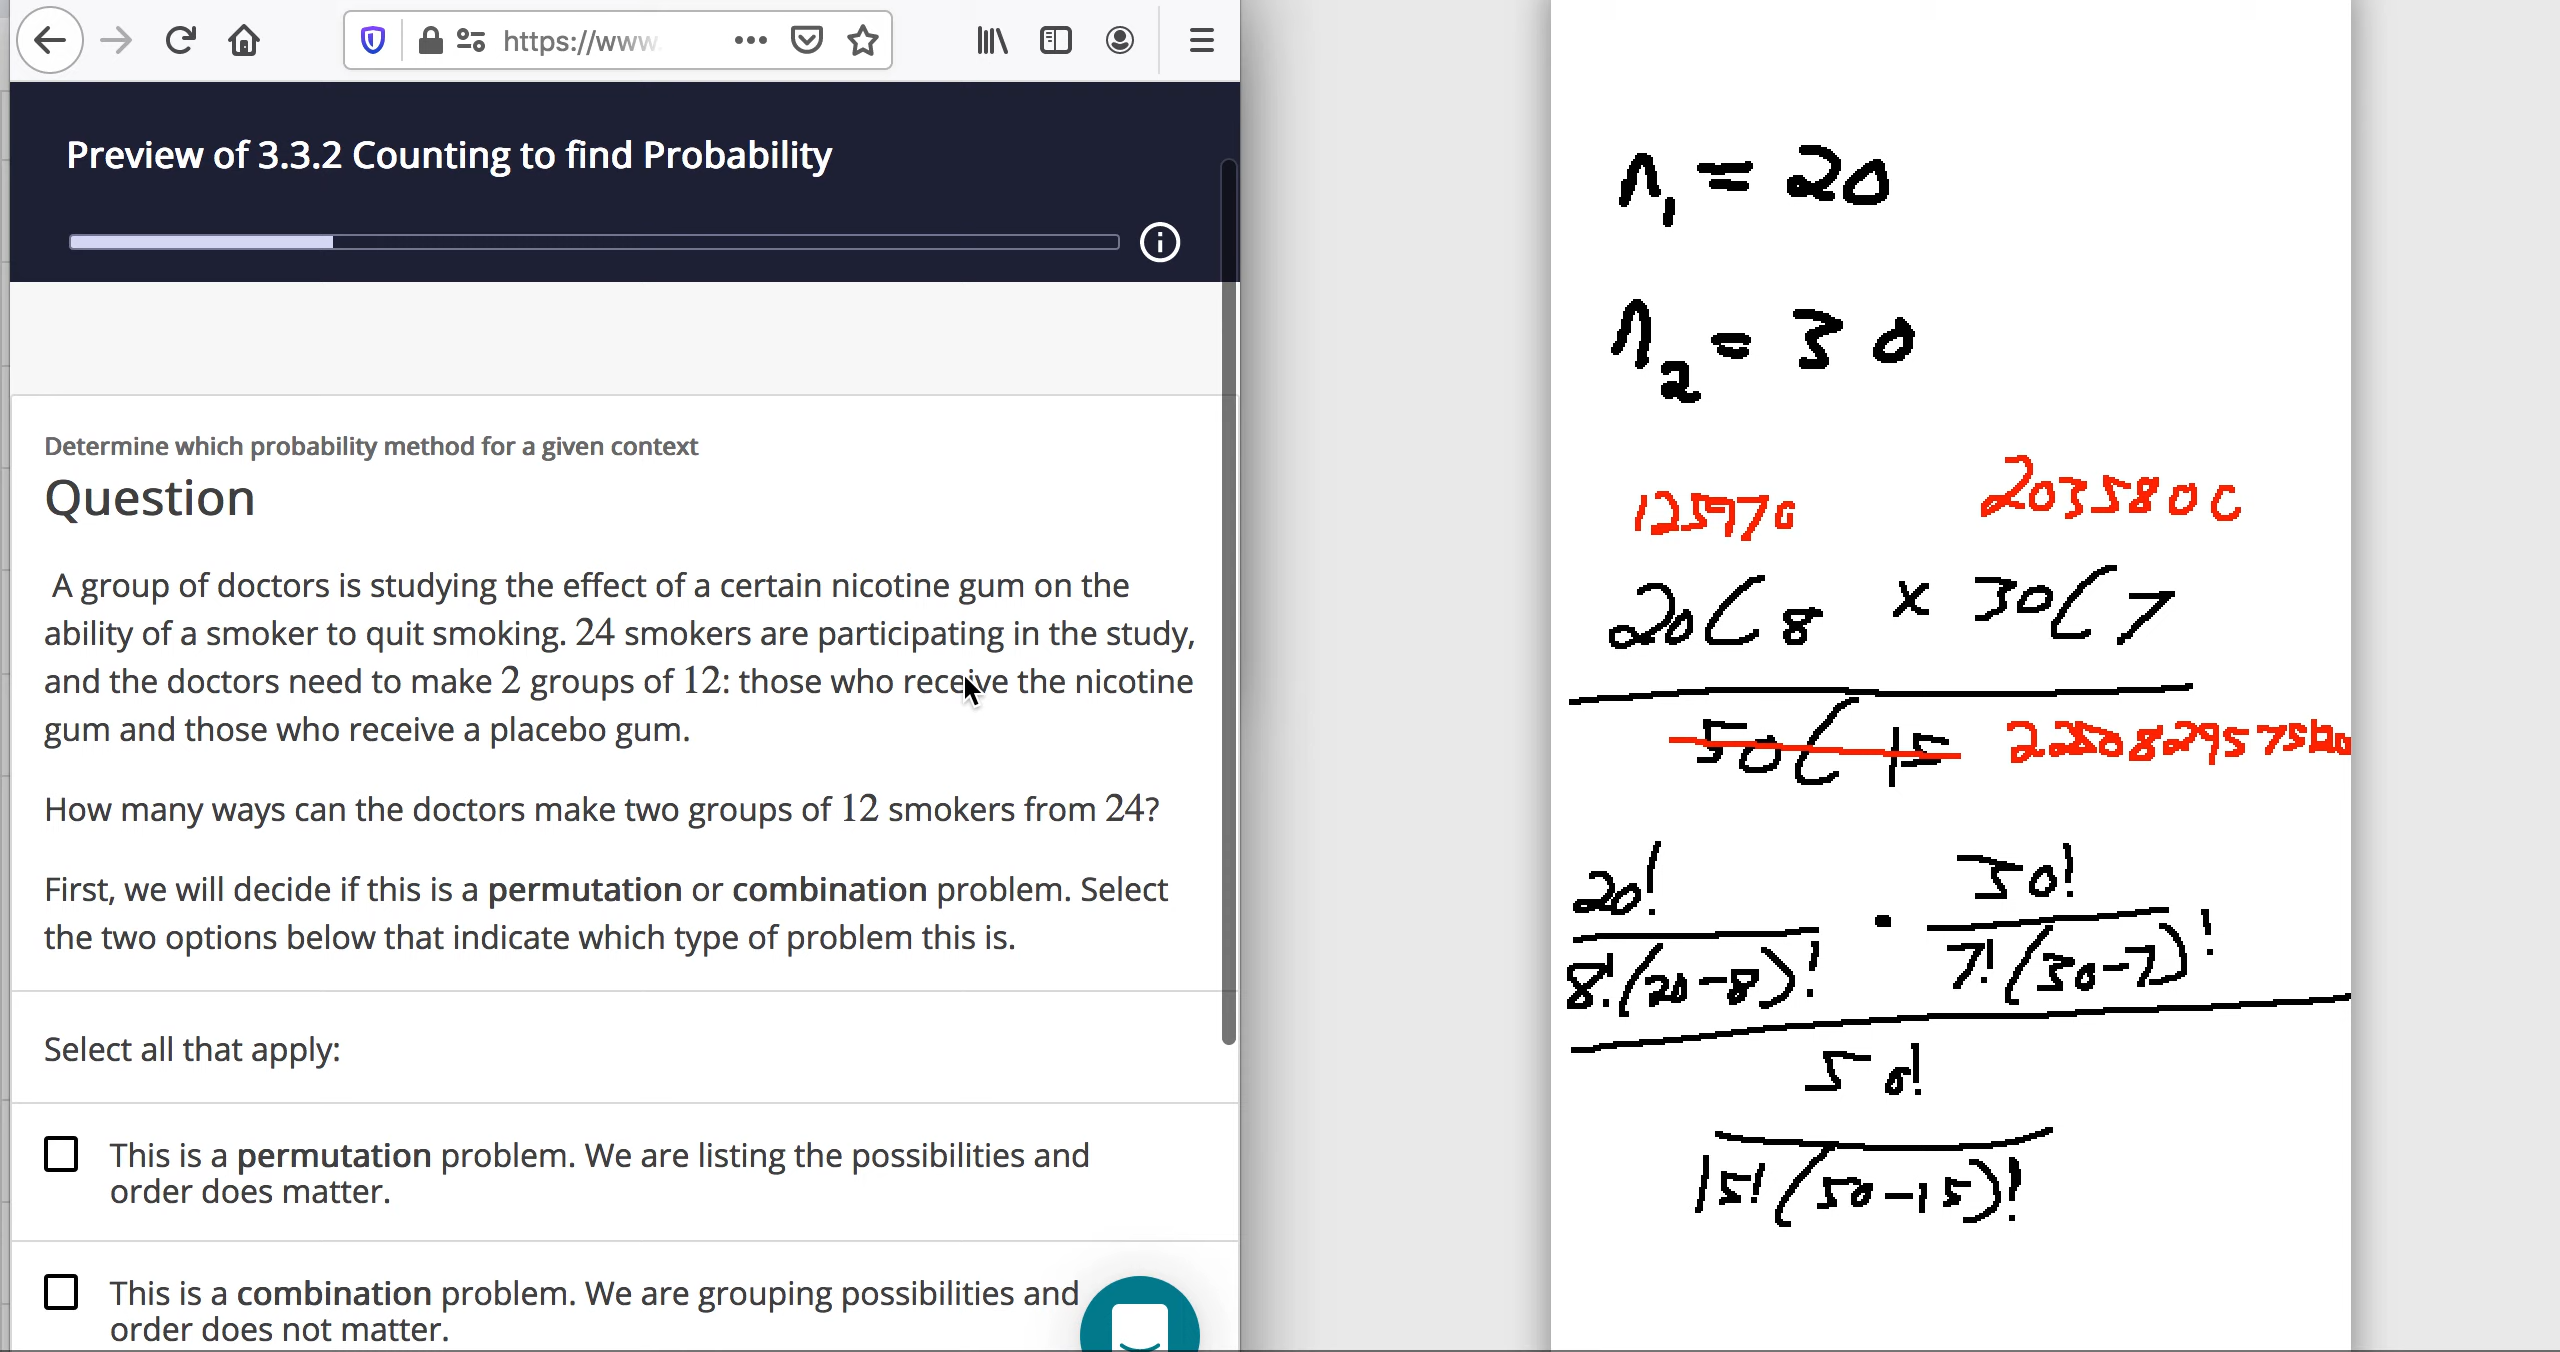 https://www.
Preview of 3.3.2 Counting to find Probability
Determine which probability method for a given context
Question
A group of doctors is studying the effect of a certain nicotine gum on the
ability of a smoker to quit smoking. 24 smokers are participating in the study,
and the doctors need to make 2 groups of 12: those who receive the nicotine
gum and those who receive a placebo gum.
How many ways can the doctors make two groups of 12 smokers from 24?
First, we will decide if this is a permutation or combination problem. Select
the two options below that indicate which type of problem this is.
Select all that apply:
This is a permutation problem. We are listing the possibilities and
order does matter.
This is a combination problem. We are grouping possibilities and
order does not matter.
n₁ = 20
n₂ = 30
125970 2035800
20C8 x 30C7
50C15
20! · 30!
8!(20-8)! 7!(30-7)!
50!
15!(50-15)!